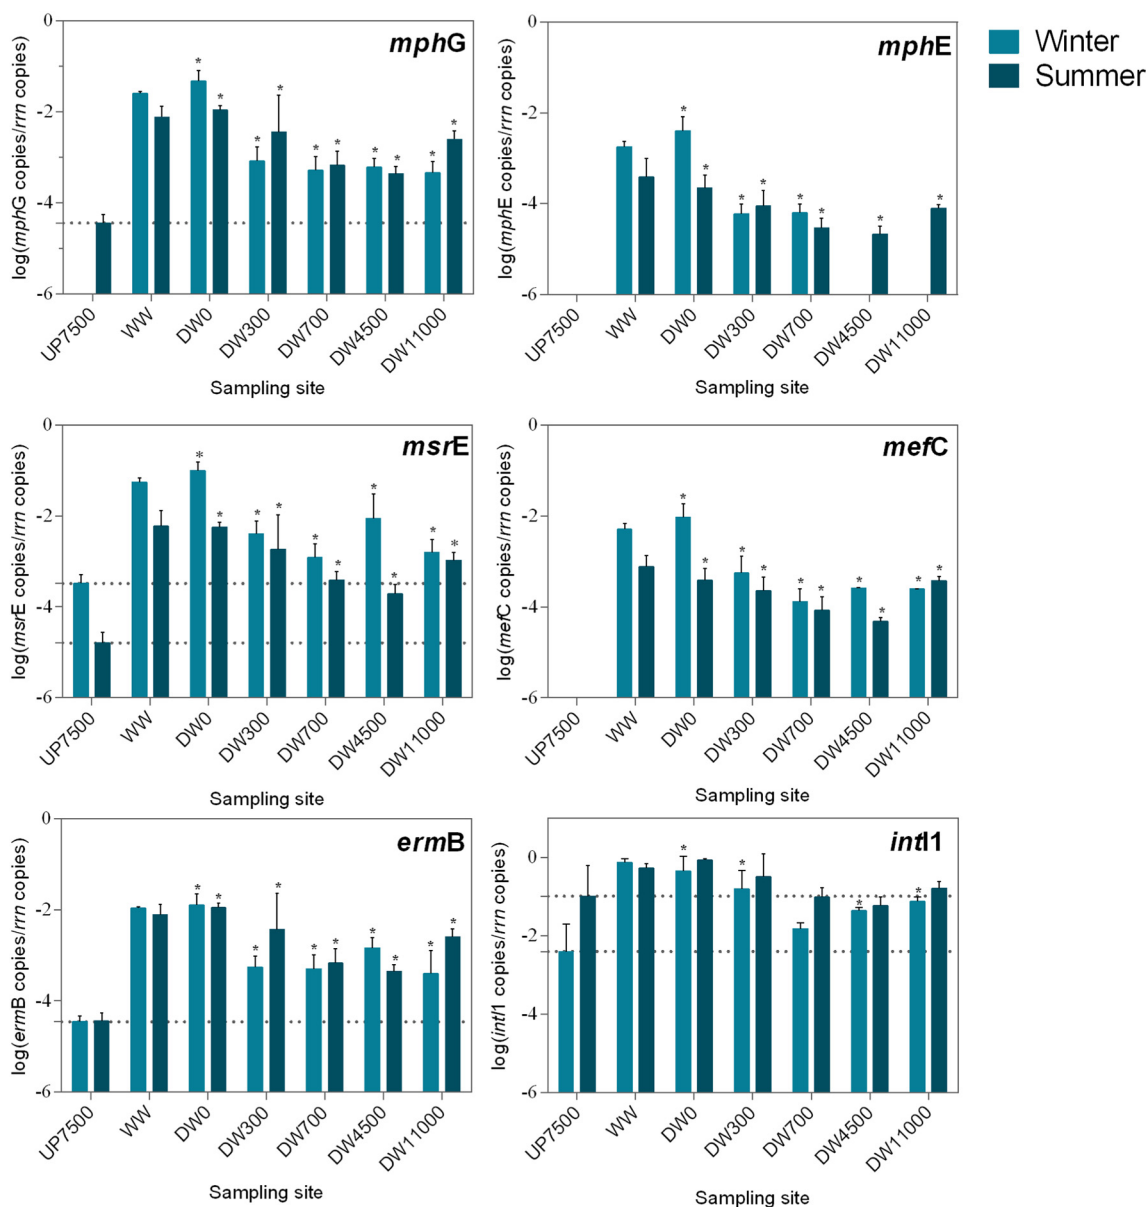 mphG
log(mphG copies/rrn copies)
0
-2
-4
-6
*
*
*
*
*
*
*
*
*
*
UP7500
WW
DW0
DW300
DW700
DW4500
DW11000
Sampling site
mphE
log(mphE copies/rrn copies)
0
-2
-4
-6
*
*
*
*
*
*
*
*
UP7500
WW
DW0
DW300
DW700
DW4500
DW11000
Sampling site
Winter
Summer
msrE
log(msrE copies/rrn copies)
0
-2
-4
-6
*
*
*
*
*
*
*
*
*
*
UP7500
WW
DW0
DW300
DW700
DW4500
DW11000
Sampling site
mefC
log(mefC copies/rrn copies)
0
-2
-4
-6
*
*
*
*
*
*
*
*
*
*
UP7500
WW
DW0
DW300
DW700
DW4500
DW11000
Sampling site
ermB
log(ermB copies/rrn copies)
0
-2
-4
-6
*
*
*
*
*
*
*
*
*
*
UP7500
WW
DW0
DW300
DW700
DW4500
DW11000
Sampling site
intI1
log(intI1 copies/rrn copies)
0
-2
-4
-6
*
*
*
*
UP7500
WW
DW0
DW300
DW700
DW4500
DW11000
Sampling site